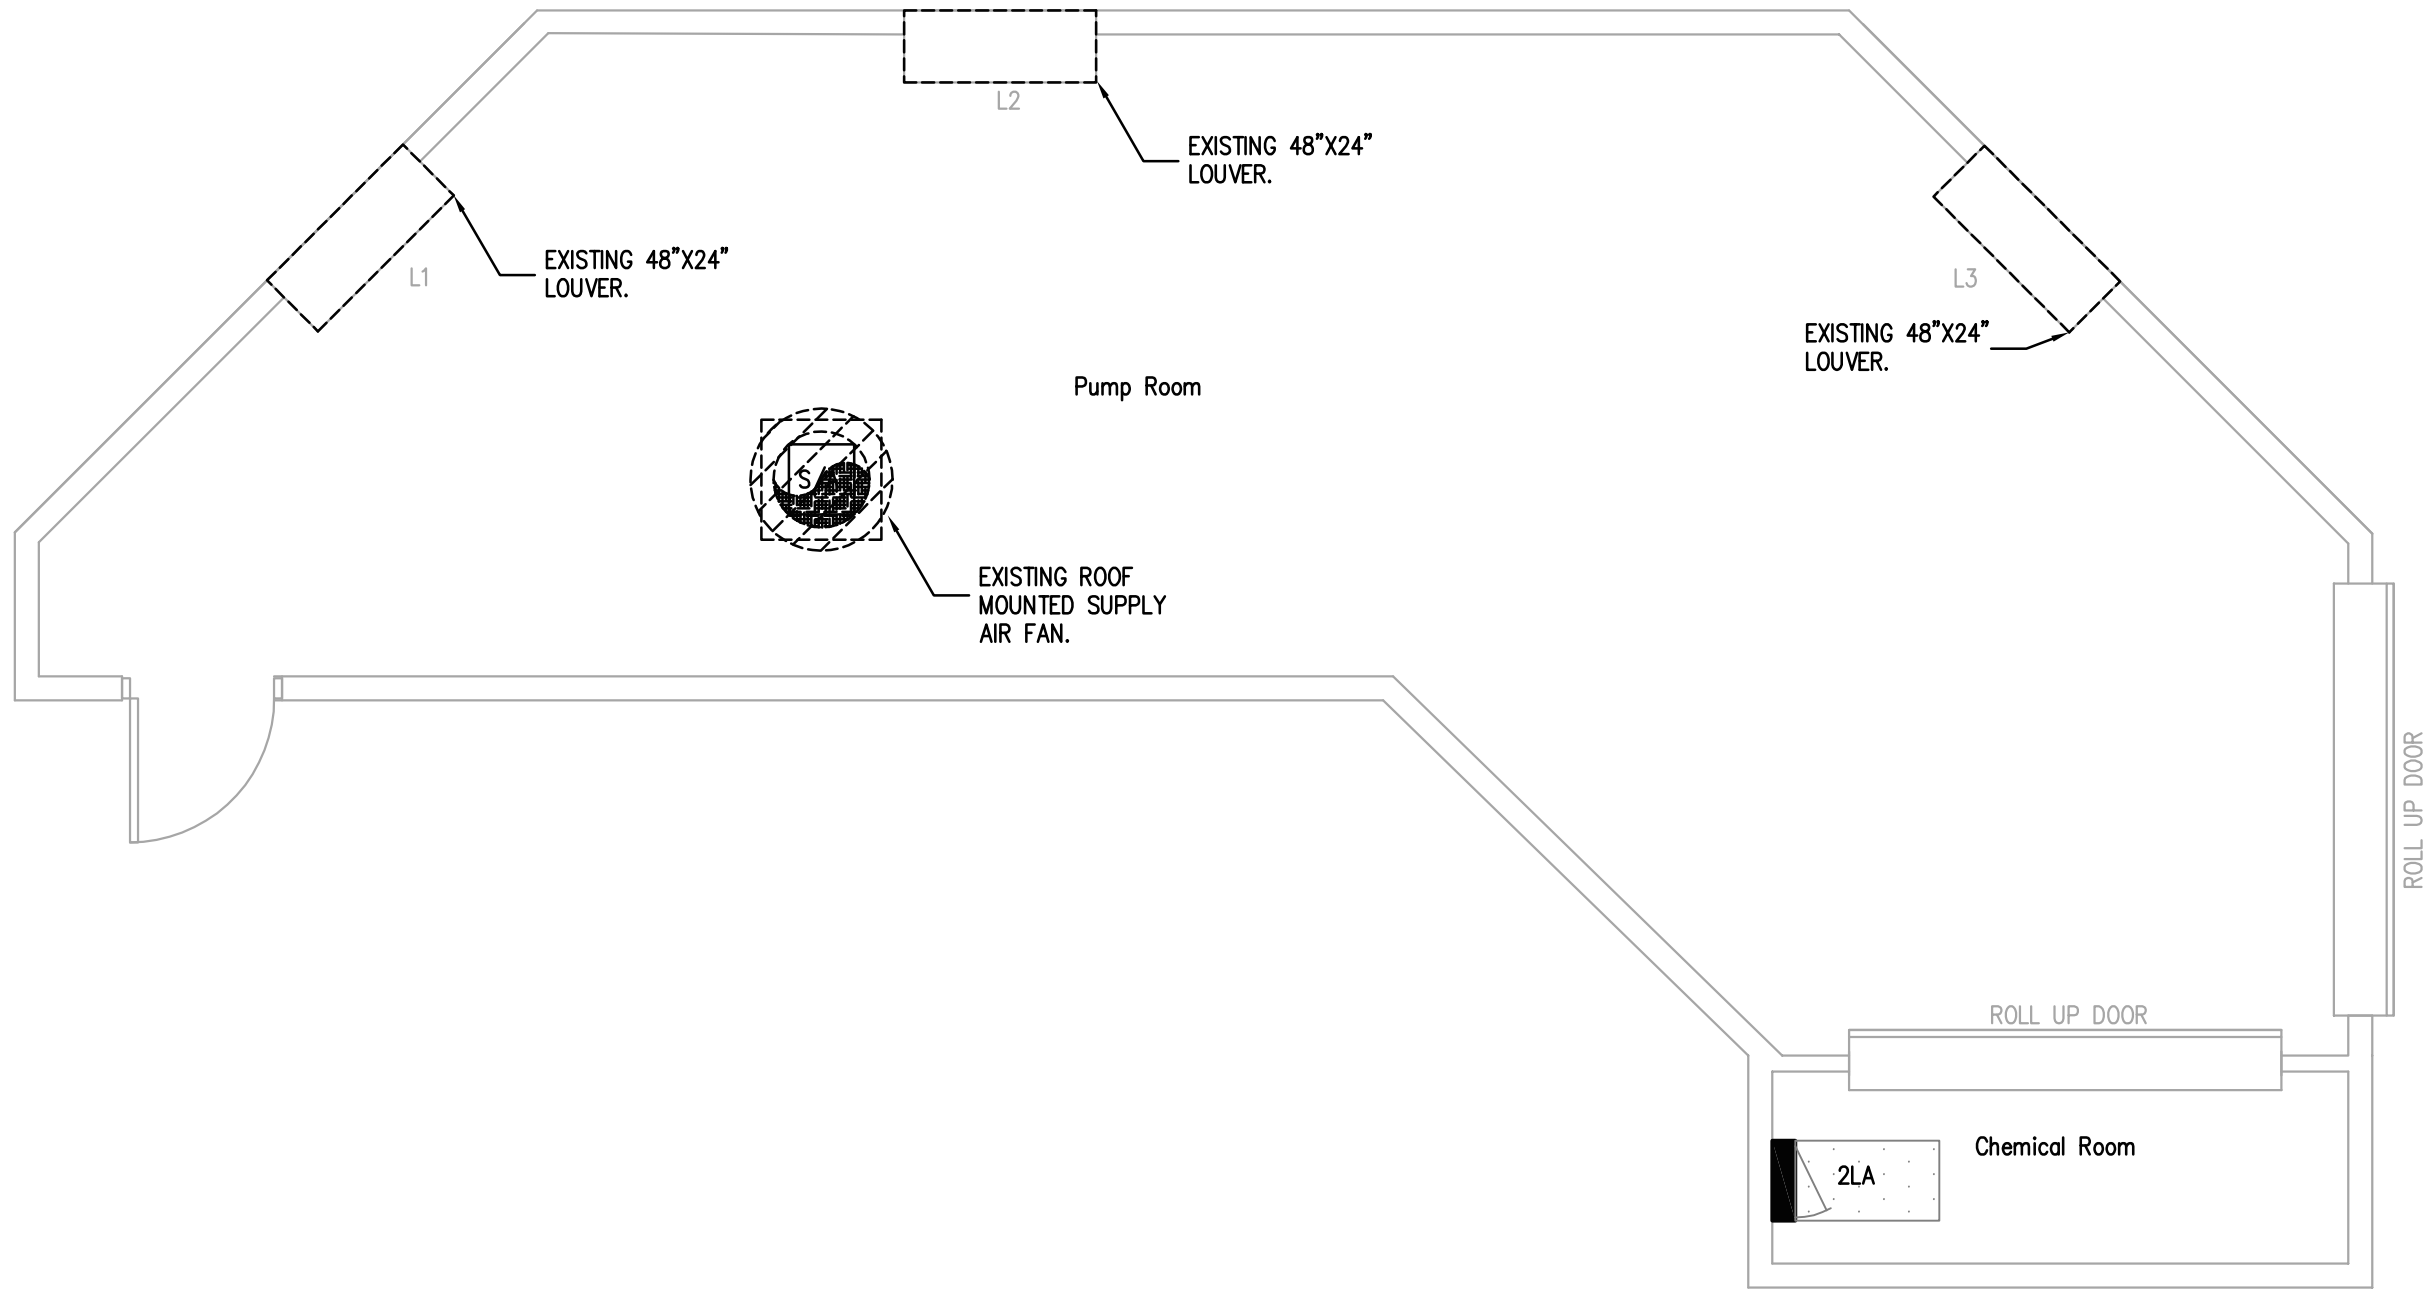 L2
EXISTING 48"X24"
LOUVER.
L1
EXISTING 48"X24"
LOUVER.
L3
EXISTING 48"X24"
LOUVER.
Pump Room
S
EXISTING ROOF
MOUNTED SUPPLY
AIR FAN.
ROLL UP DOOR
ROLL UP DOOR
Chemical Room
2LA